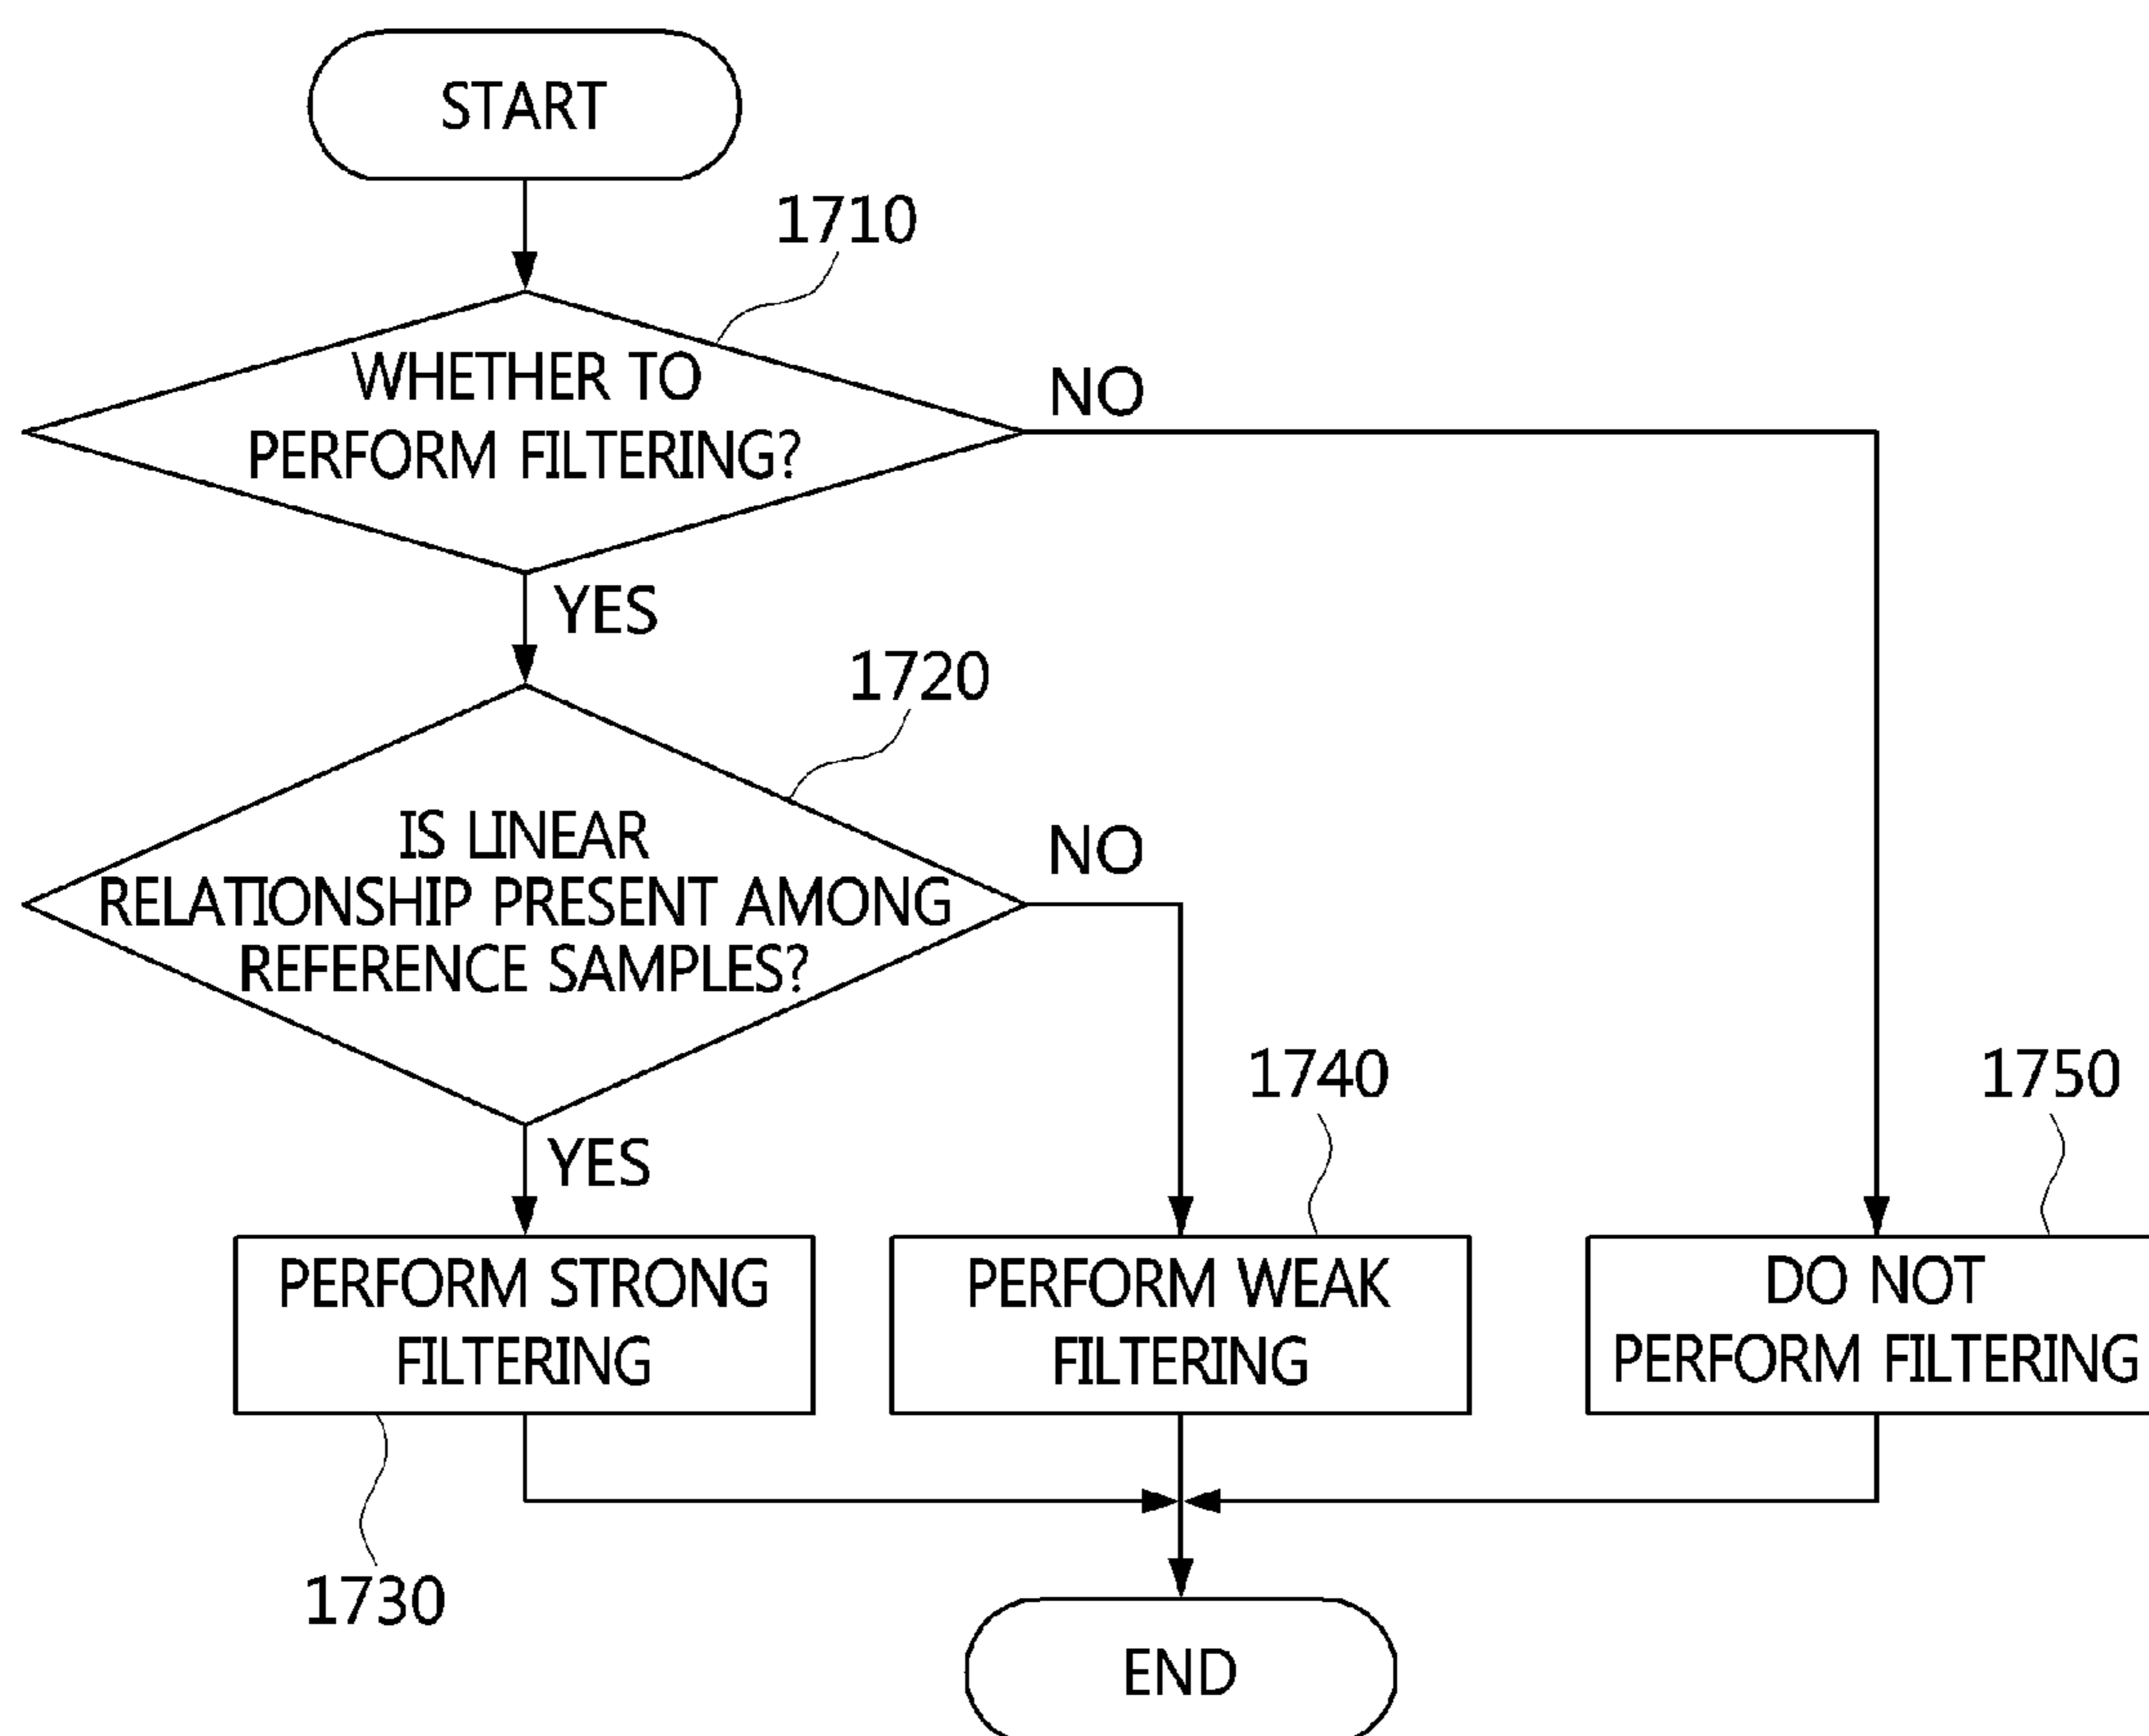 START
1710
WHETHER TO
PERFORM FILTERING?
NO
YES
1720
IS LINEAR
RELATIONSHIP PRESENT AMONG
REFERENCE SAMPLES?
NO
YES
1740
1750
PERFORM STRONG
FILTERING
PERFORM WEAK
FILTERING
DO NOT
PERFORM FILTERING
1730
END